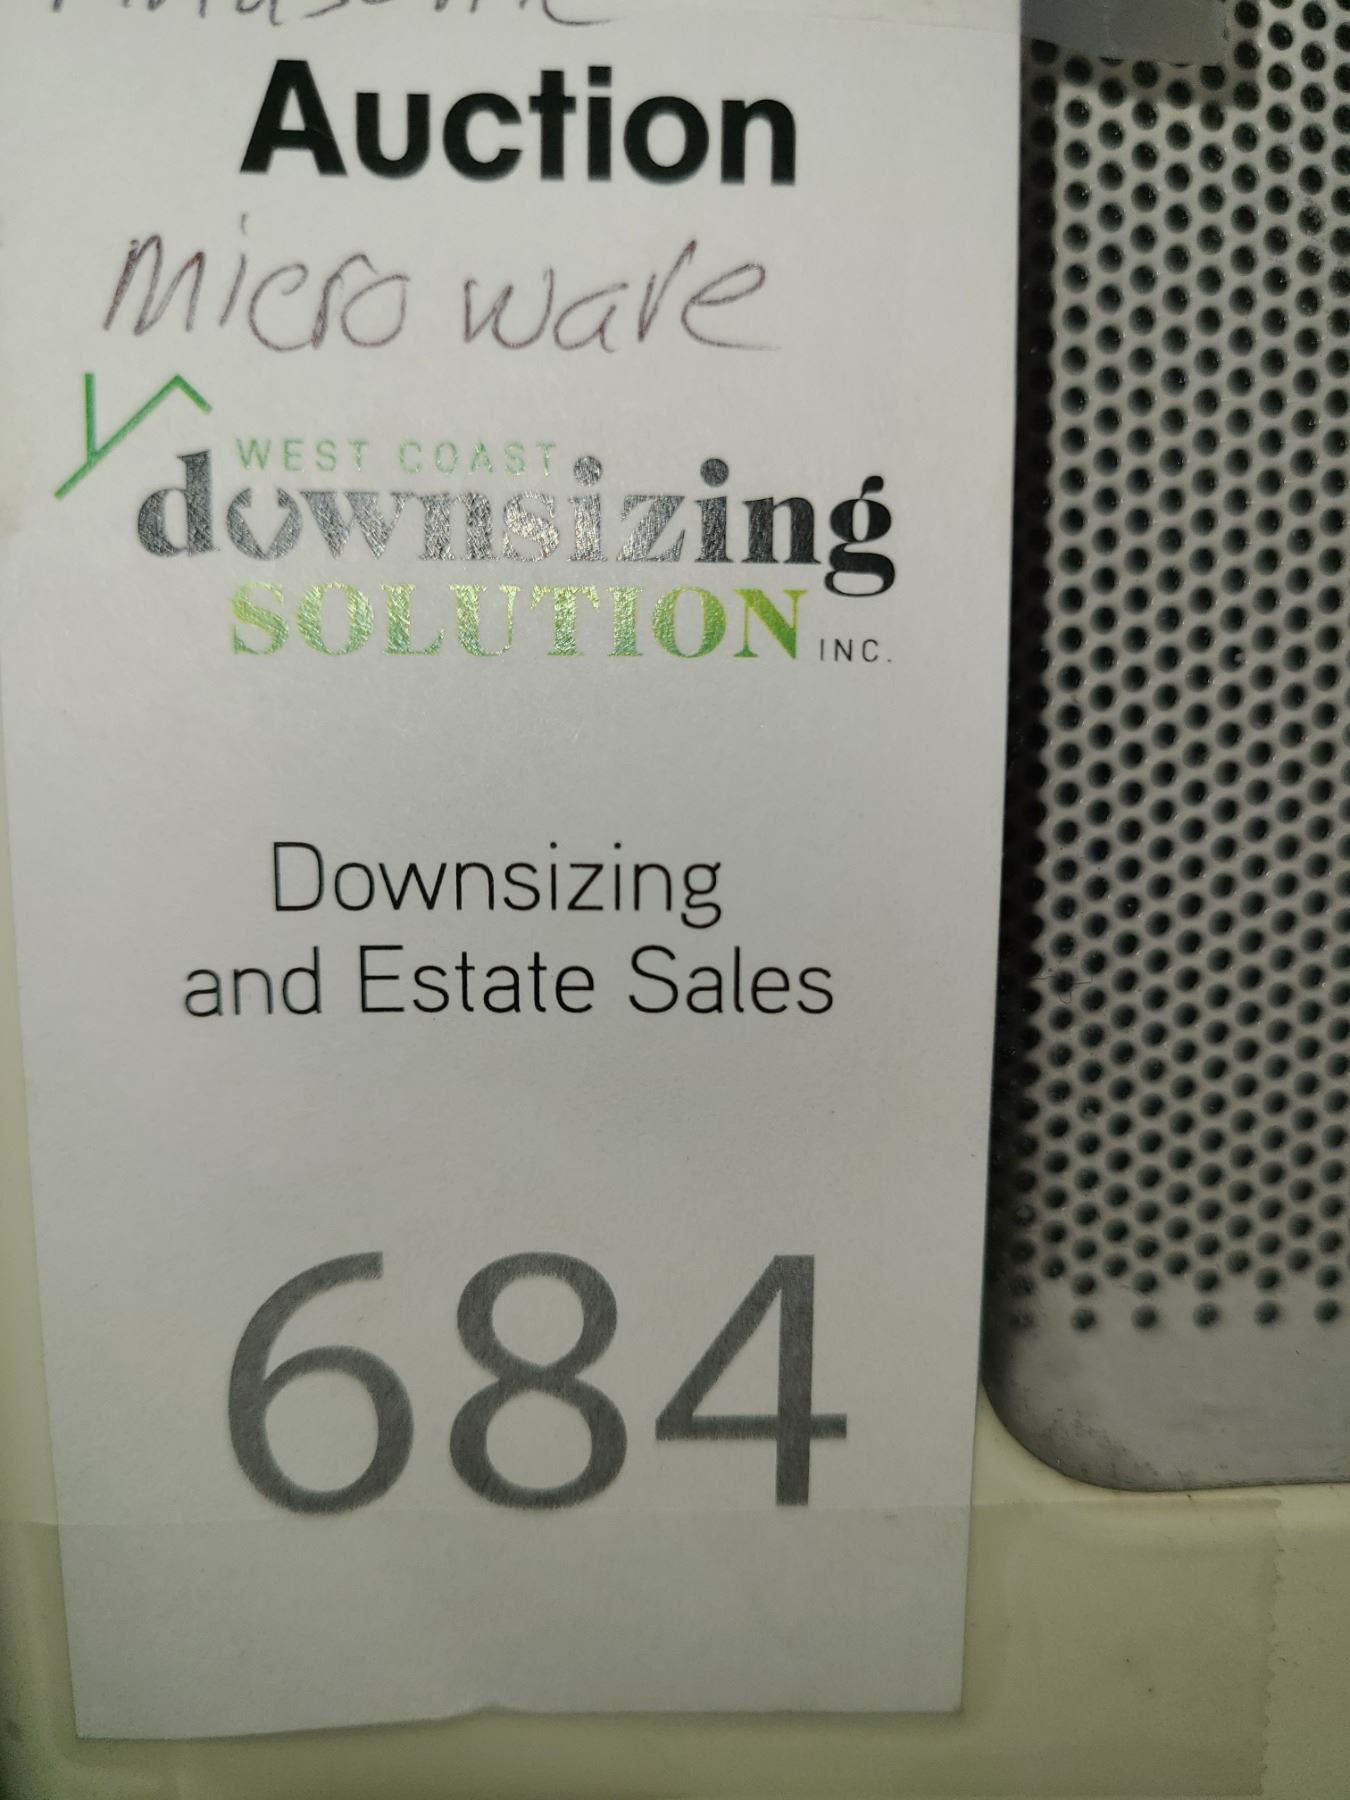 Auction
Micro wave
WEST COAST
downsizing
SOLUTION INC.
Downsizing
and Estate Sales
684